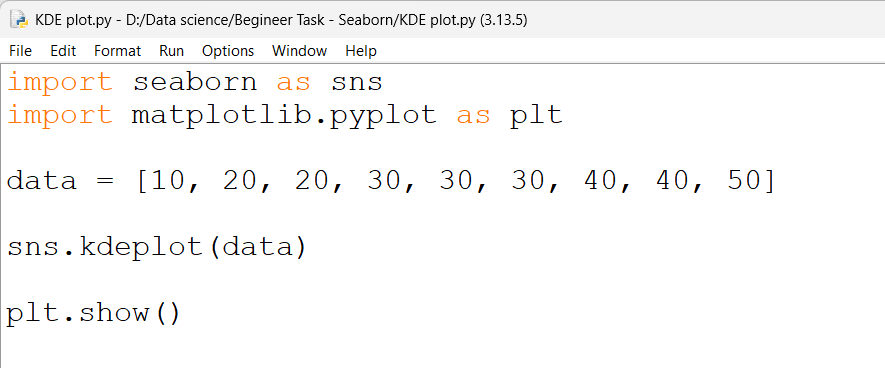 KDE plot.py - D:/Data science/Begineer Task - Seaborn/KDE plot.py (3.13.5)
File Edit Format Run Options Window Help
import seaborn as sns
import matplotlib.pyplot as plt
data = [10, 20, 20, 30, 30, 30, 40, 40, 50]
sns.kdeplot(data)
plt.show()